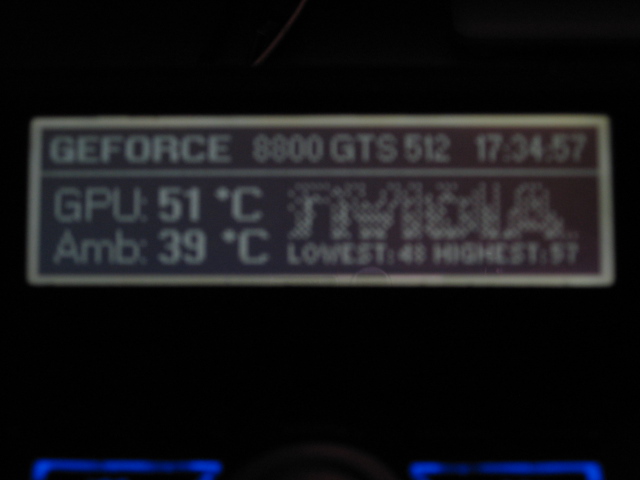 GEFORCE 8800 GTS 512 17:34:57
GPU: 51 °C
NVIDIA
Amb: 39 °C
LOWEST:48 HIGHEST:57